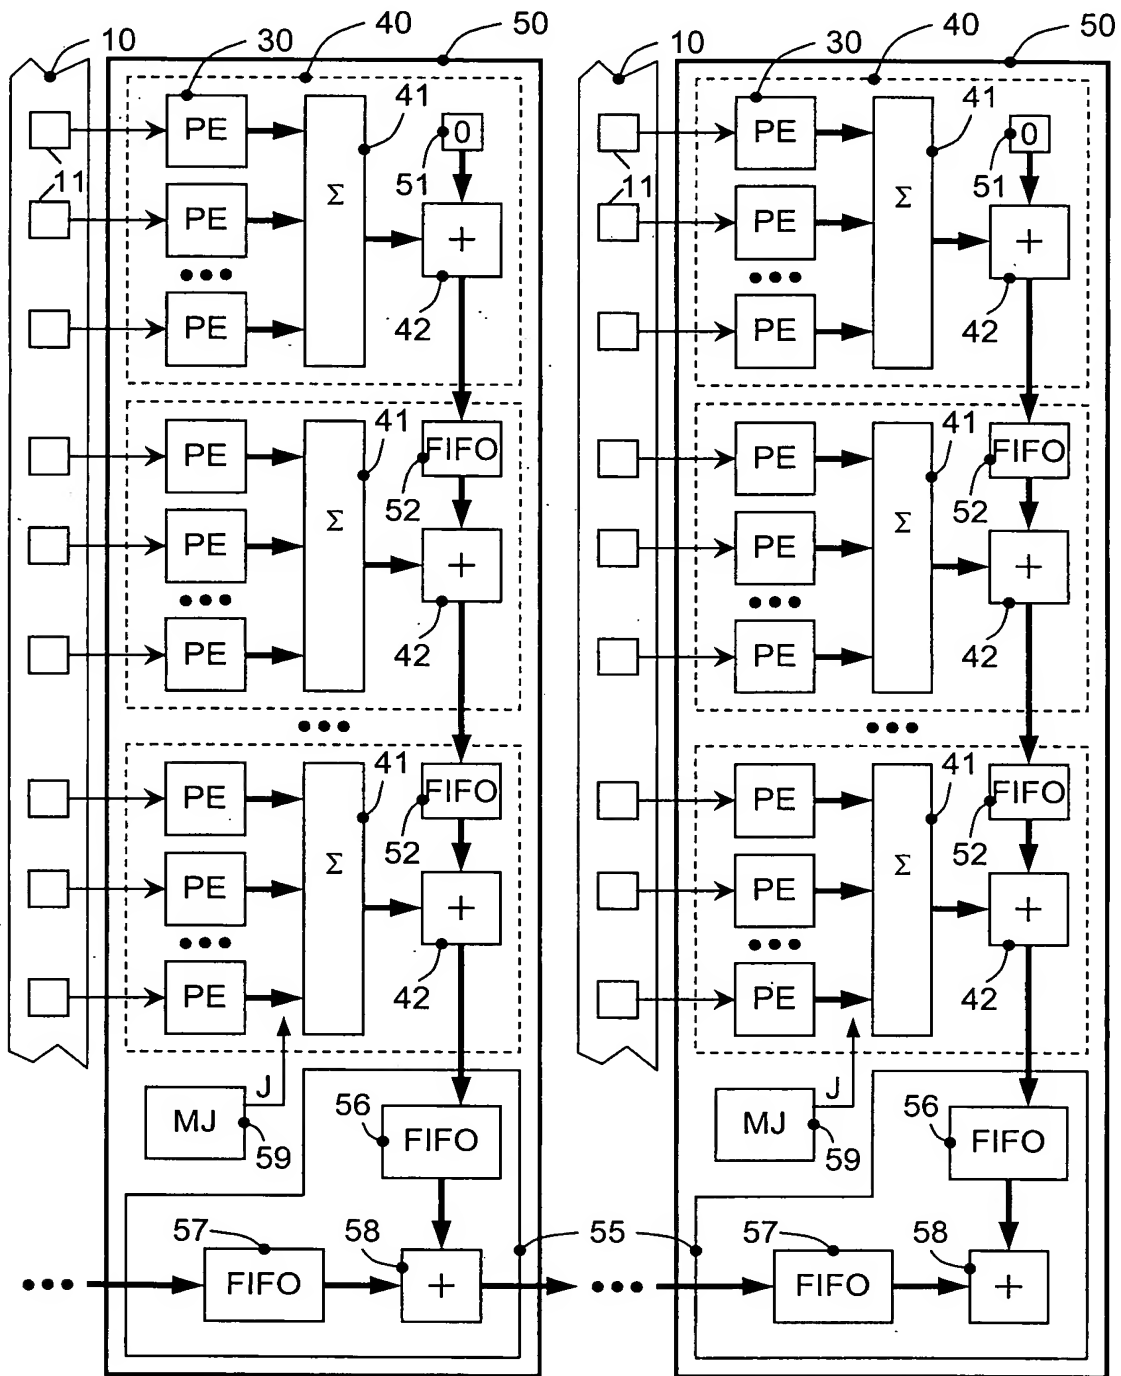 10 30 40 50 10 30 40 50
PE 41 0 PE 41 0
11 51 11 51
PE Σ + PE Σ +
•••
•••
PE 42 PE 42
PE 41 FIFO PE 41 FIFO
52 52
PE Σ + PE Σ +
•••
•••
PE 42 PE 42
•••
•••
PE 41 FIFO PE 41 FIFO
52 52
PE Σ + PE Σ +
•••
•••
PE 42 PE 42
J 56 J 56
MJ FIFO MJ FIFO
59 59
57 58 55 57 58
••• FIFO + ••• FIFO +